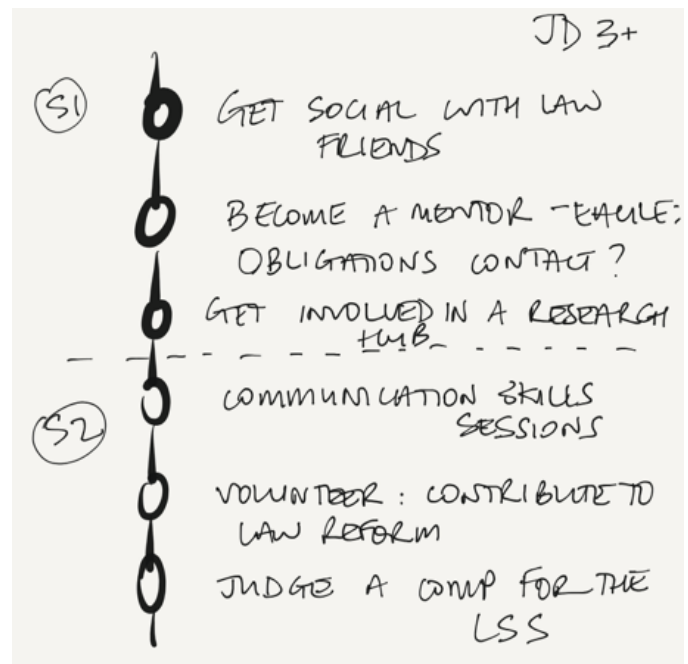 JD 3+
S1
GET SOCIAL WITH LAW
FRIENDS
BECOME A MENTOR -
OBLIGATIONS CONTACT?
GET INVOLVED IN A RESEARCH
HUB
S2
COMMUNICATION SKILLS
SESSIONS
VOLUNTEER: CONTRIBUTE TO
LAW REFORM
JUDGE A COMP FOR THE
LSS